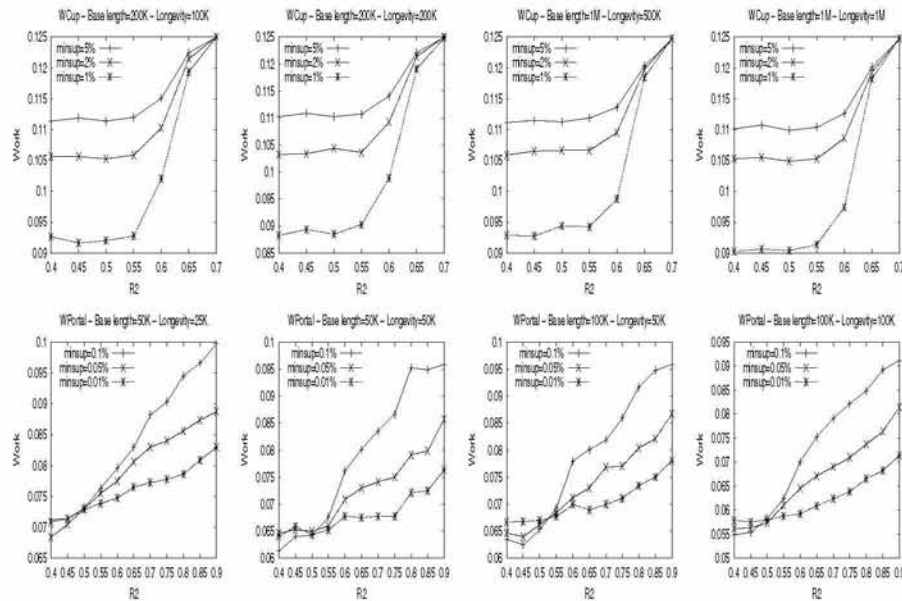 WCup – Base length=200K – Longevity=100K
0.125
0.12
0.115
0.11
0.105
0.1
0.095
0.09
minsup=5%
minsup=2%
minsup=1%
Work
0.4 0.45 0.5 0.55 0.6 0.65 0.7
R2
WCup – Base length=200K – Longevity=200K
0.125
0.12
0.115
0.11
0.105
0.1
0.095
0.09
0.085
minsup=5%
minsup=2%
minsup=1%
Work
0.4 0.45 0.5 0.55 0.6 0.65 0.7
R2
WCup – Base length=1M – Longevity=500K
0.125
0.12
0.115
0.11
0.105
0.1
0.095
0.09
minsup=5%
minsup=2%
minsup=1%
Work
0.4 0.45 0.5 0.55 0.6 0.65 0.7
R2
WCup – Base length=1M – Longevity=1M
0.125
0.12
0.115
0.11
0.105
0.1
0.095
0.09
minsup=5%
minsup=2%
minsup=1%
Work
0.4 0.45 0.5 0.55 0.6 0.65 0.7
R2
WPortal – Base length=50K – Longevity=25K
0.1
0.095
0.09
0.085
0.08
0.075
0.07
0.065
minsup=0.1%
minsup=0.05%
minsup=0.01%
Work
0.4 0.45 0.5 0.55 0.6 0.65 0.7 0.75 0.8 0.85 0.9
R2
WPortal – Base length=50K – Longevity=50K
0.1
0.095
0.09
0.085
0.08
0.075
0.07
0.065
0.06
minsup=0.1%
minsup=0.05%
minsup=0.01%
Work
0.4 0.45 0.5 0.55 0.6 0.65 0.7 0.75 0.8 0.85 0.9
R2
WPortal – Base length=100K – Longevity=50K
0.1
0.095
0.09
0.085
0.08
0.075
0.07
0.065
0.06
minsup=0.1%
minsup=0.05%
minsup=0.01%
Work
0.4 0.45 0.5 0.55 0.6 0.65 0.7 0.75 0.8 0.85 0.9
R2
WPortal – Base length=100K – Longevity=100K
0.1
0.095
0.09
0.085
0.08
0.075
0.07
0.065
0.06
0.055
0.05
minsup=0.1%
minsup=0.05%
minsup=0.01%
Work
0.4 0.45 0.5 0.55 0.6 0.65 0.7 0.75 0.8 0.85 0.9
R2